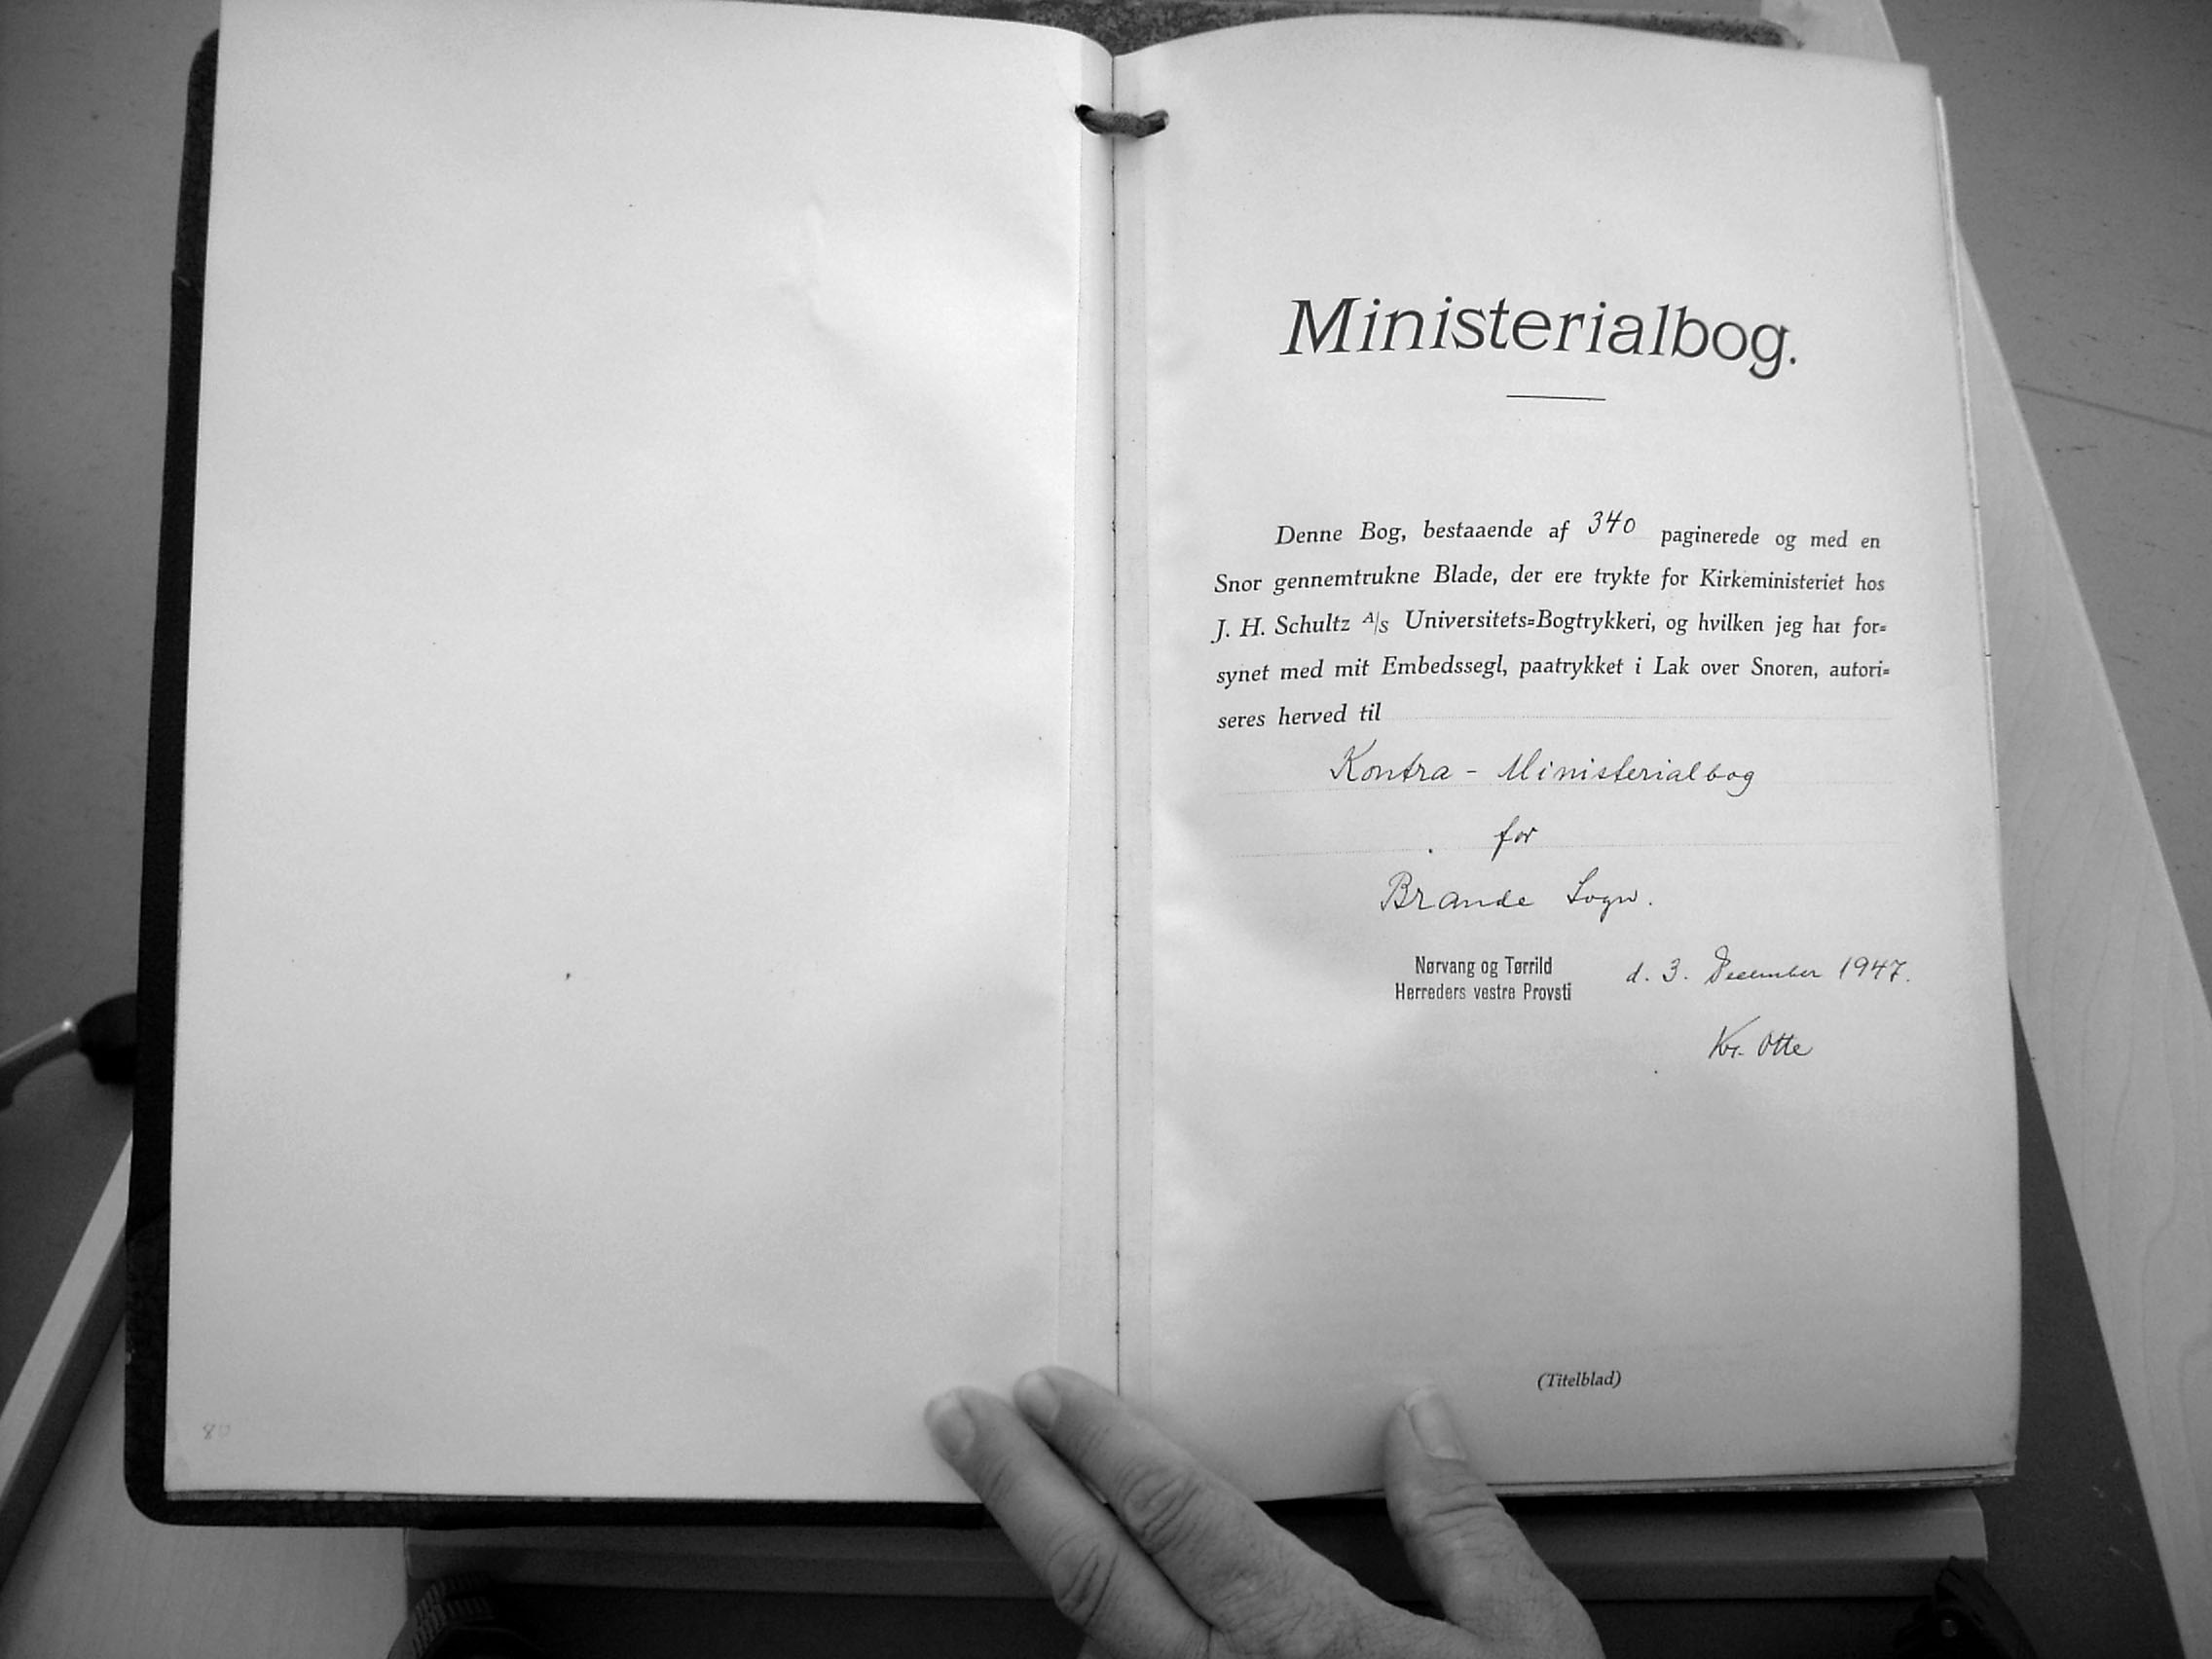 Ministerialbog.
Denne Bog, bestaaende af 340 paginerede og med en
Snor gennemtrukne Blade, der ere trykte for Kirkeministeriet hos
J. H. Schultz A/s Universitets=Bogtrykkeri, og hvilken jeg har for=
synet med mit Embedssegl, paatrykket i Lak over Snoren, autori=
seres herved til
Kontra - Ministerialbog
for
Brande Sogn.
Nørvang og Tørrild
Herreders vestre Provsti
d. 3. December 1947.
Kr. Otte
(Titelblad)